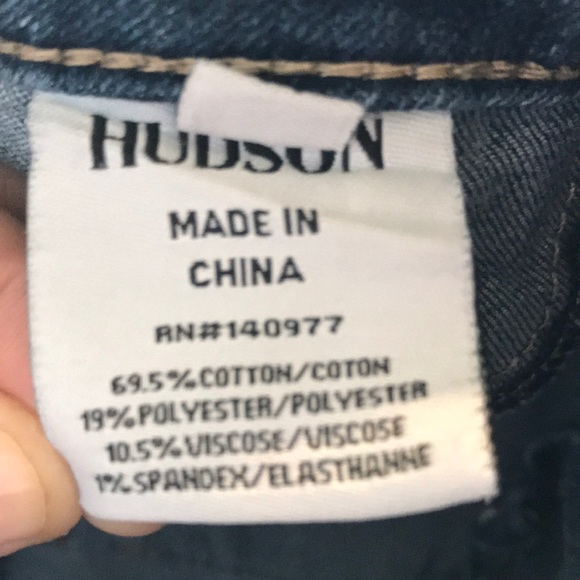 HUDSON
MADE IN
CHINA
RN#140977
69.5%COTTON/COTON
19%POLYESTER/POLYESTER
10.5%VISCOSE/VISCOSE
1%SPANDEX/ELASTHANNE